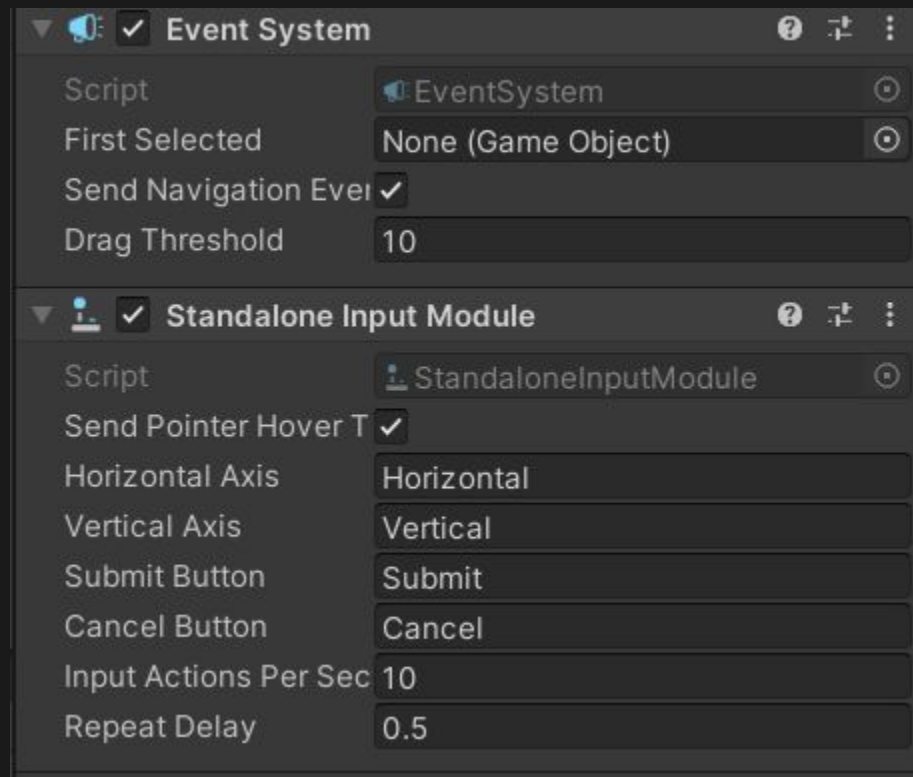 Event System
Script EventSystem
First Selected None (Game Object)
Send Navigation Ever
Drag Threshold 10
Standalone Input Module
Script StandaloneInputModule
Send Pointer Hover T
Horizontal Axis Horizontal
Vertical Axis Vertical
Submit Button Submit
Cancel Button Cancel
Input Actions Per Sec 10
Repeat Delay 0.5